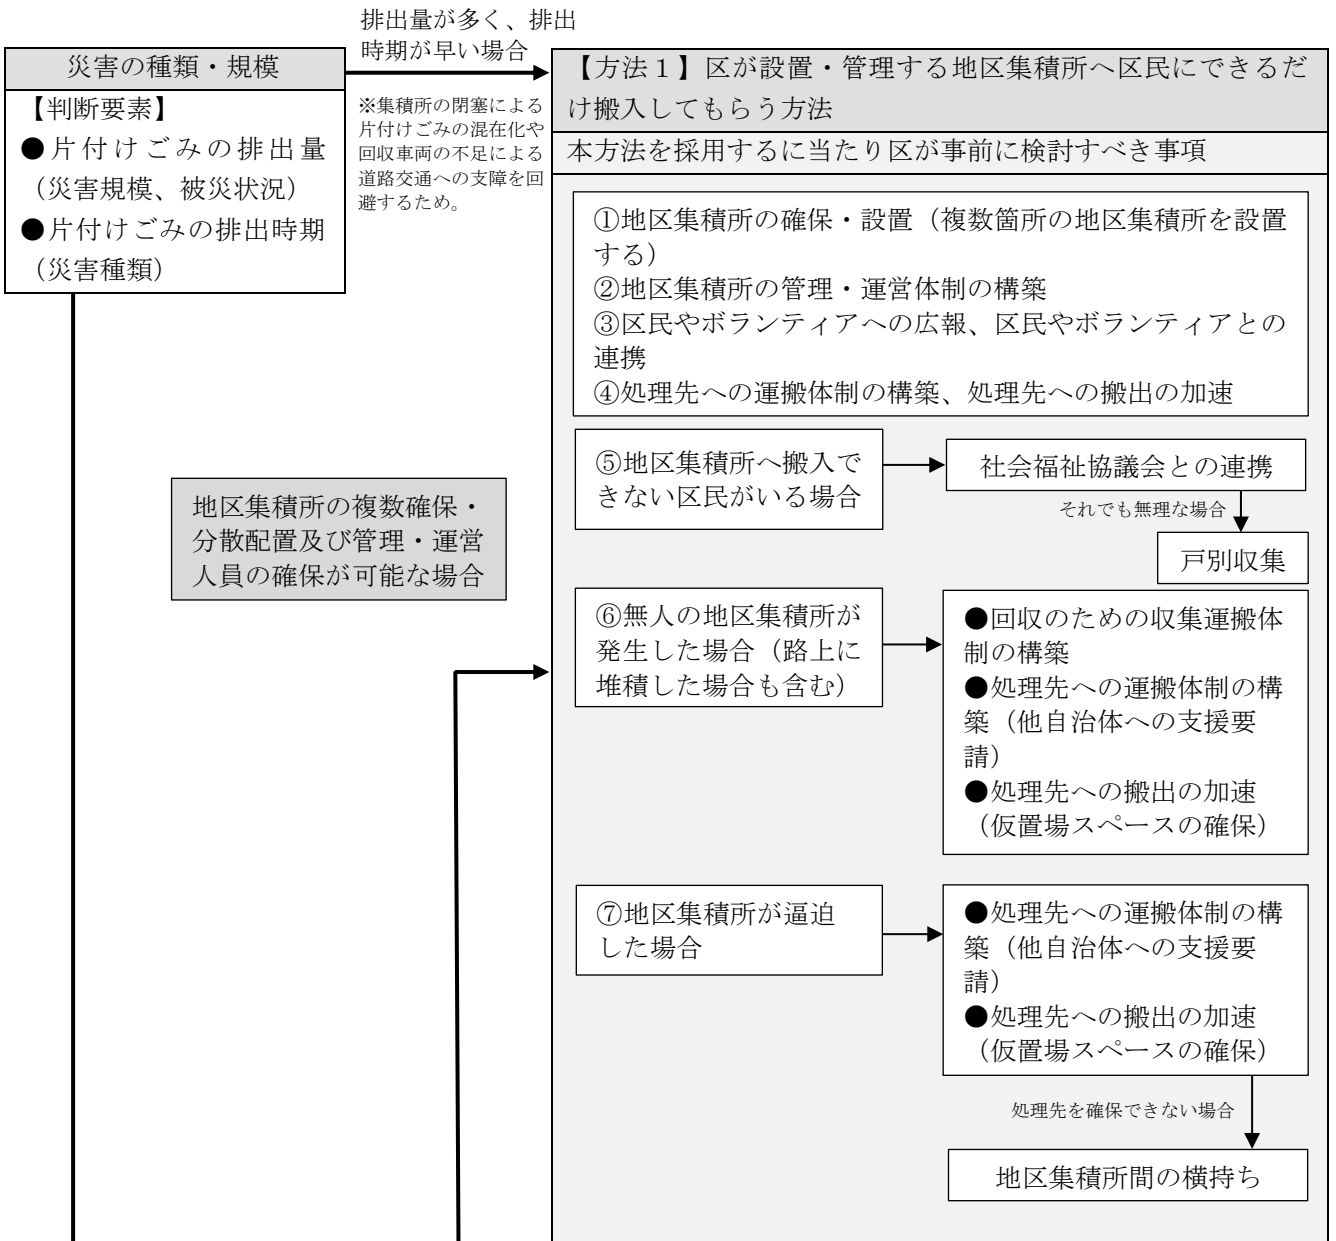 排出量が多く、排出
時期が早い場合
災害の種類・規模
【判断要素】
●片付けごみの排出量
（災害規模、被災状況）
●片付けごみの排出時期
（災害種類）
※集積所の閉塞による
片付けごみの混在化や
回収車両の不足による
道路交通への支障を回
避するため。
【方法１】区が設置・管理する地区集積所へ区民にできるだ
け搬入してもらう方法
本方法を採用するに当たり区が事前に検討すべき事項
①地区集積所の確保・設置（複数箇所の地区集積所を設置
する）
②地区集積所の管理・運営体制の構築
③区民やボランティアへの広報、区民やボランティアとの
連携
④処理先への運搬体制の構築、処理先への搬出の加速
⑤地区集積所へ搬入で
きない区民がいる場合
社会福祉協議会との連携
それでも無理な場合
戸別収集
地区集積所の複数確保・
分散配置及び管理・運営
人員の確保が可能な場合
⑥無人の地区集積所が
発生した場合（路上に
堆積した場合も含む）
●回収のための収集運搬体
制の構築
●処理先への運搬体制の構
築（他自治体への支援要
請）
●処理先への搬出の加速
（仮置場スペースの確保）
⑦地区集積所が逼迫
した場合
●処理先への運搬体制の構
築（他自治体への支援要
請）
●処理先への搬出の加速
（仮置場スペースの確保）
処理先を確保できない場合
地区集積所間の横持ち